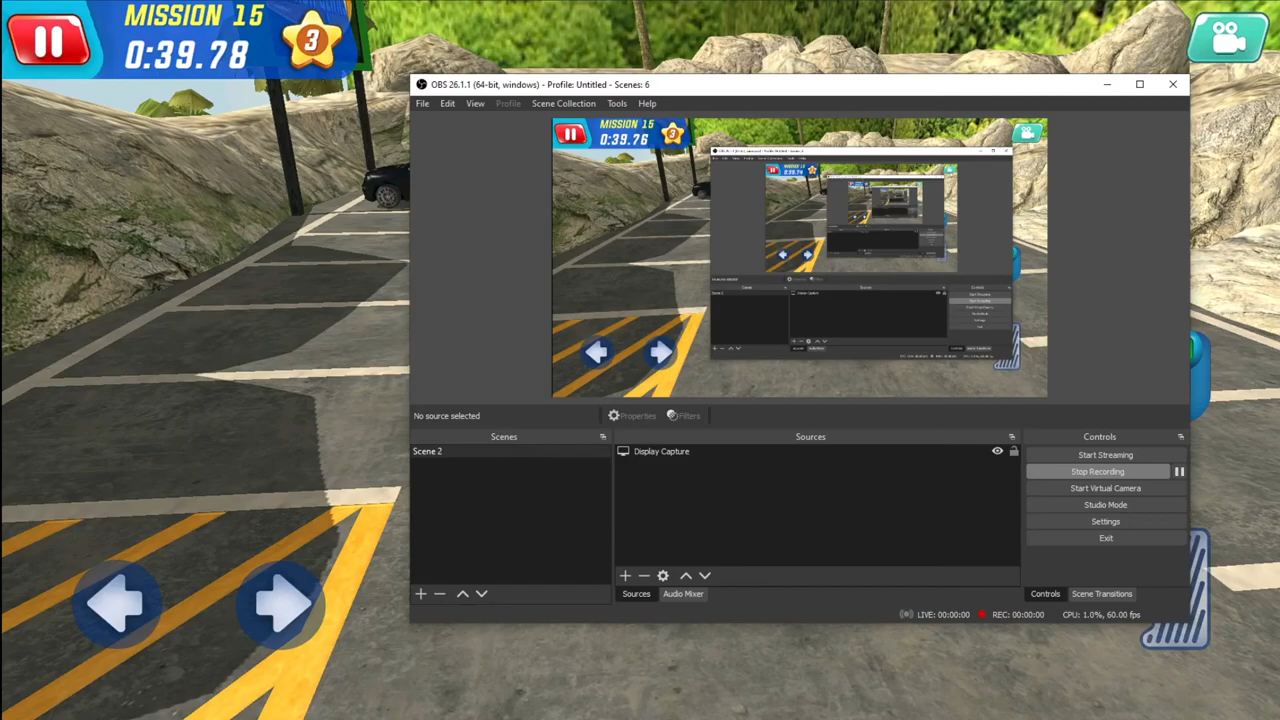 MISSION 15
0:39.78
3
OBS 26.1.1 (64-bit, windows) - Profile: Untitled - Scenes: 6
File Edit View Profile Scene Collection Tools Help
MISSION 15
0:39.76
3
No source selected
Properties Filters
Scenes
Sources
Controls
Scene 2
Display Capture
Start Streaming
Stop Recording
Start Virtual Camera
Studio Mode
Settings
Exit
Sources Audio Mixer
Controls Scene Transitions
LIVE: 00:00:00 REC: 00:00:00 CPU: 1.0%, 60.00 fps